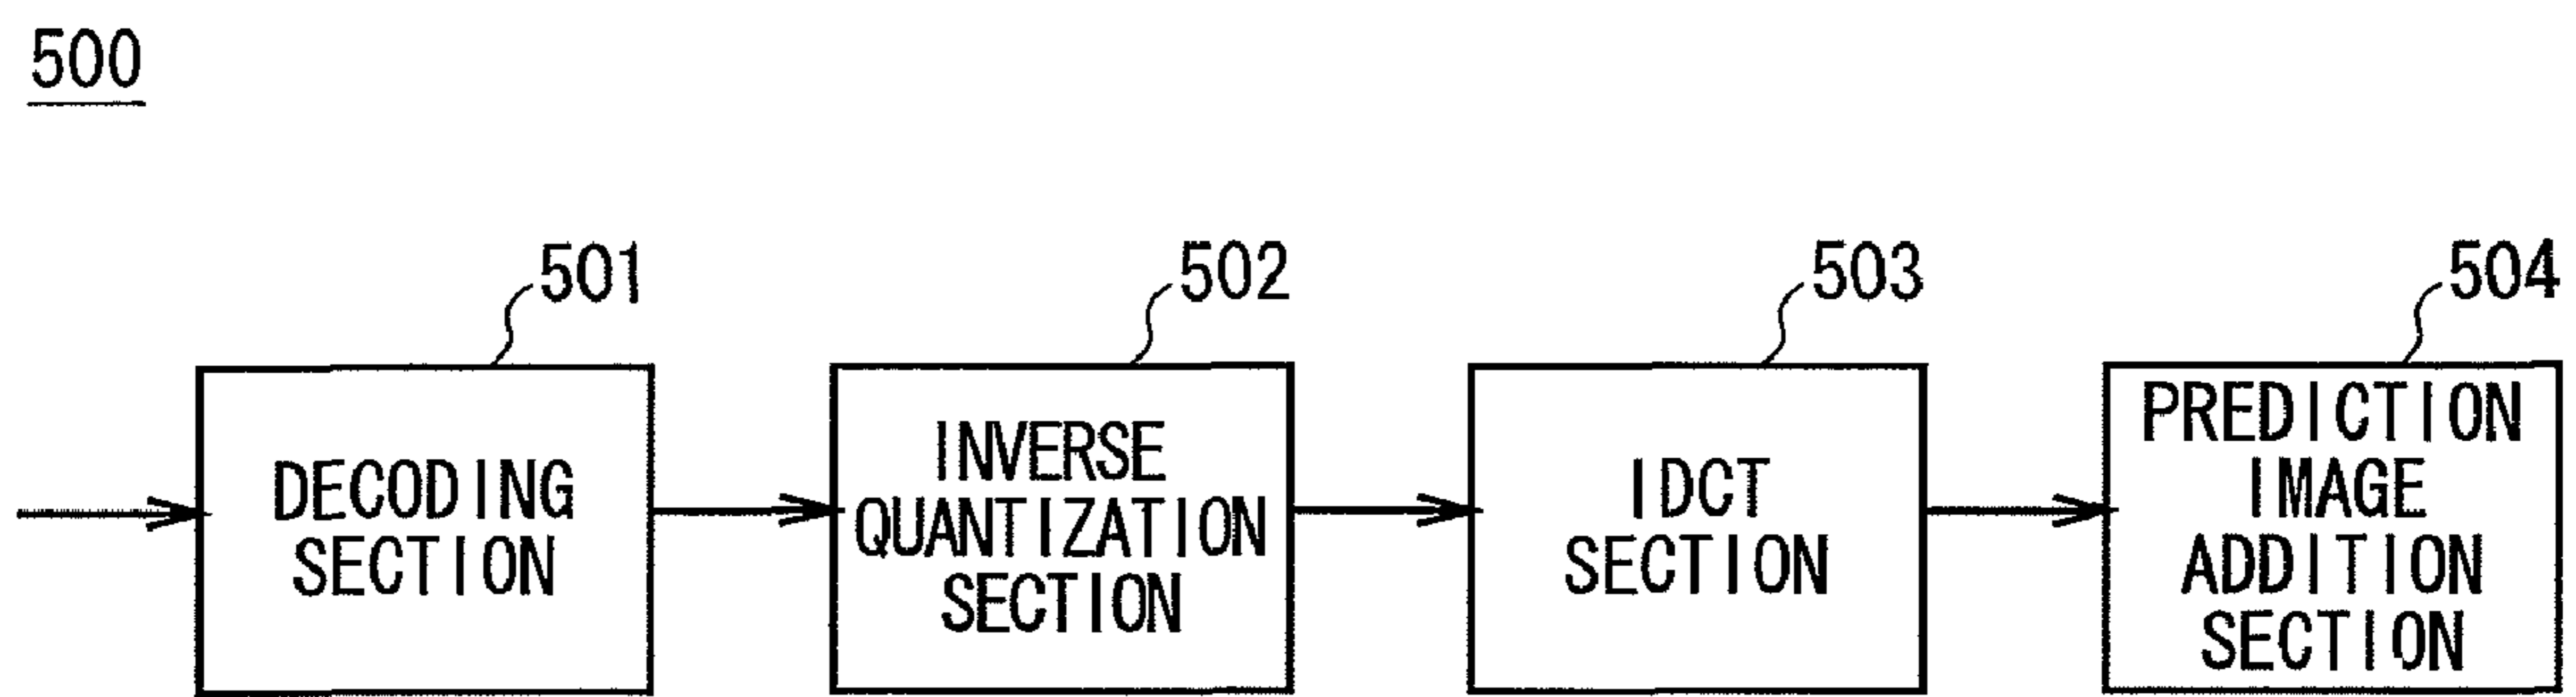 500
501
502
503
504
DECODING
SECTION
INVERSE
QUANTIZATION
SECTION
IDCT
SECTION
PREDICTION
IMAGE
ADDITION
SECTION